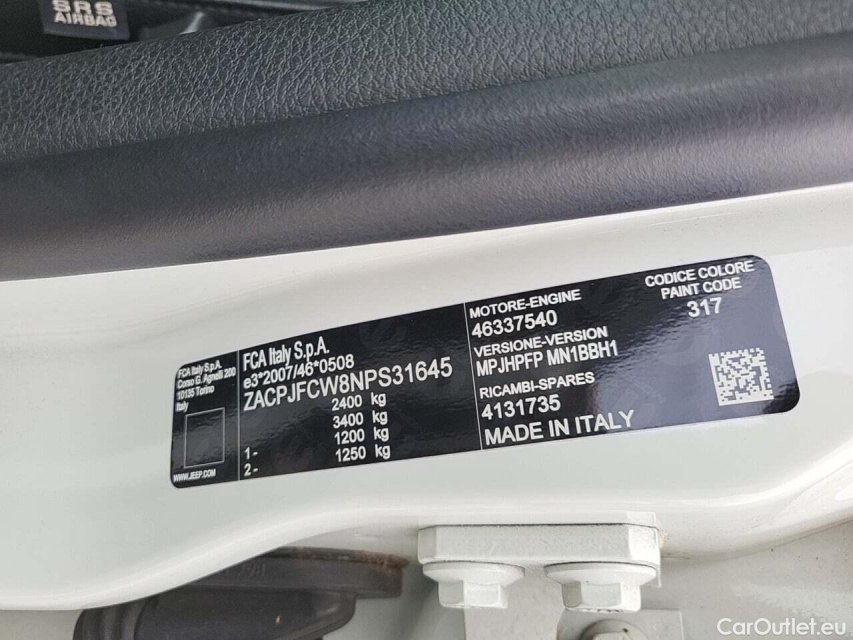 SRS
AIRBAG
FCA Italy S.p.A.
Corso G. Agnelli 200
10135 Torino
Italy
WWW.JEEP.COM
FCA Italy S.p.A.
e3*2007/46*0508
ZACPJFCW8NPS31645
2400 kg
3400 kg
1 - 1200 kg
2 - 1250 kg
MOTORE-ENGINE
46337540
VERSIONE-VERSION
MPJHPFP MN1BBH1
RICAMBI-SPARES
4131735
MADE IN ITALY
CODICE COLORE
PAINT CODE
317
CarOutlet.eu